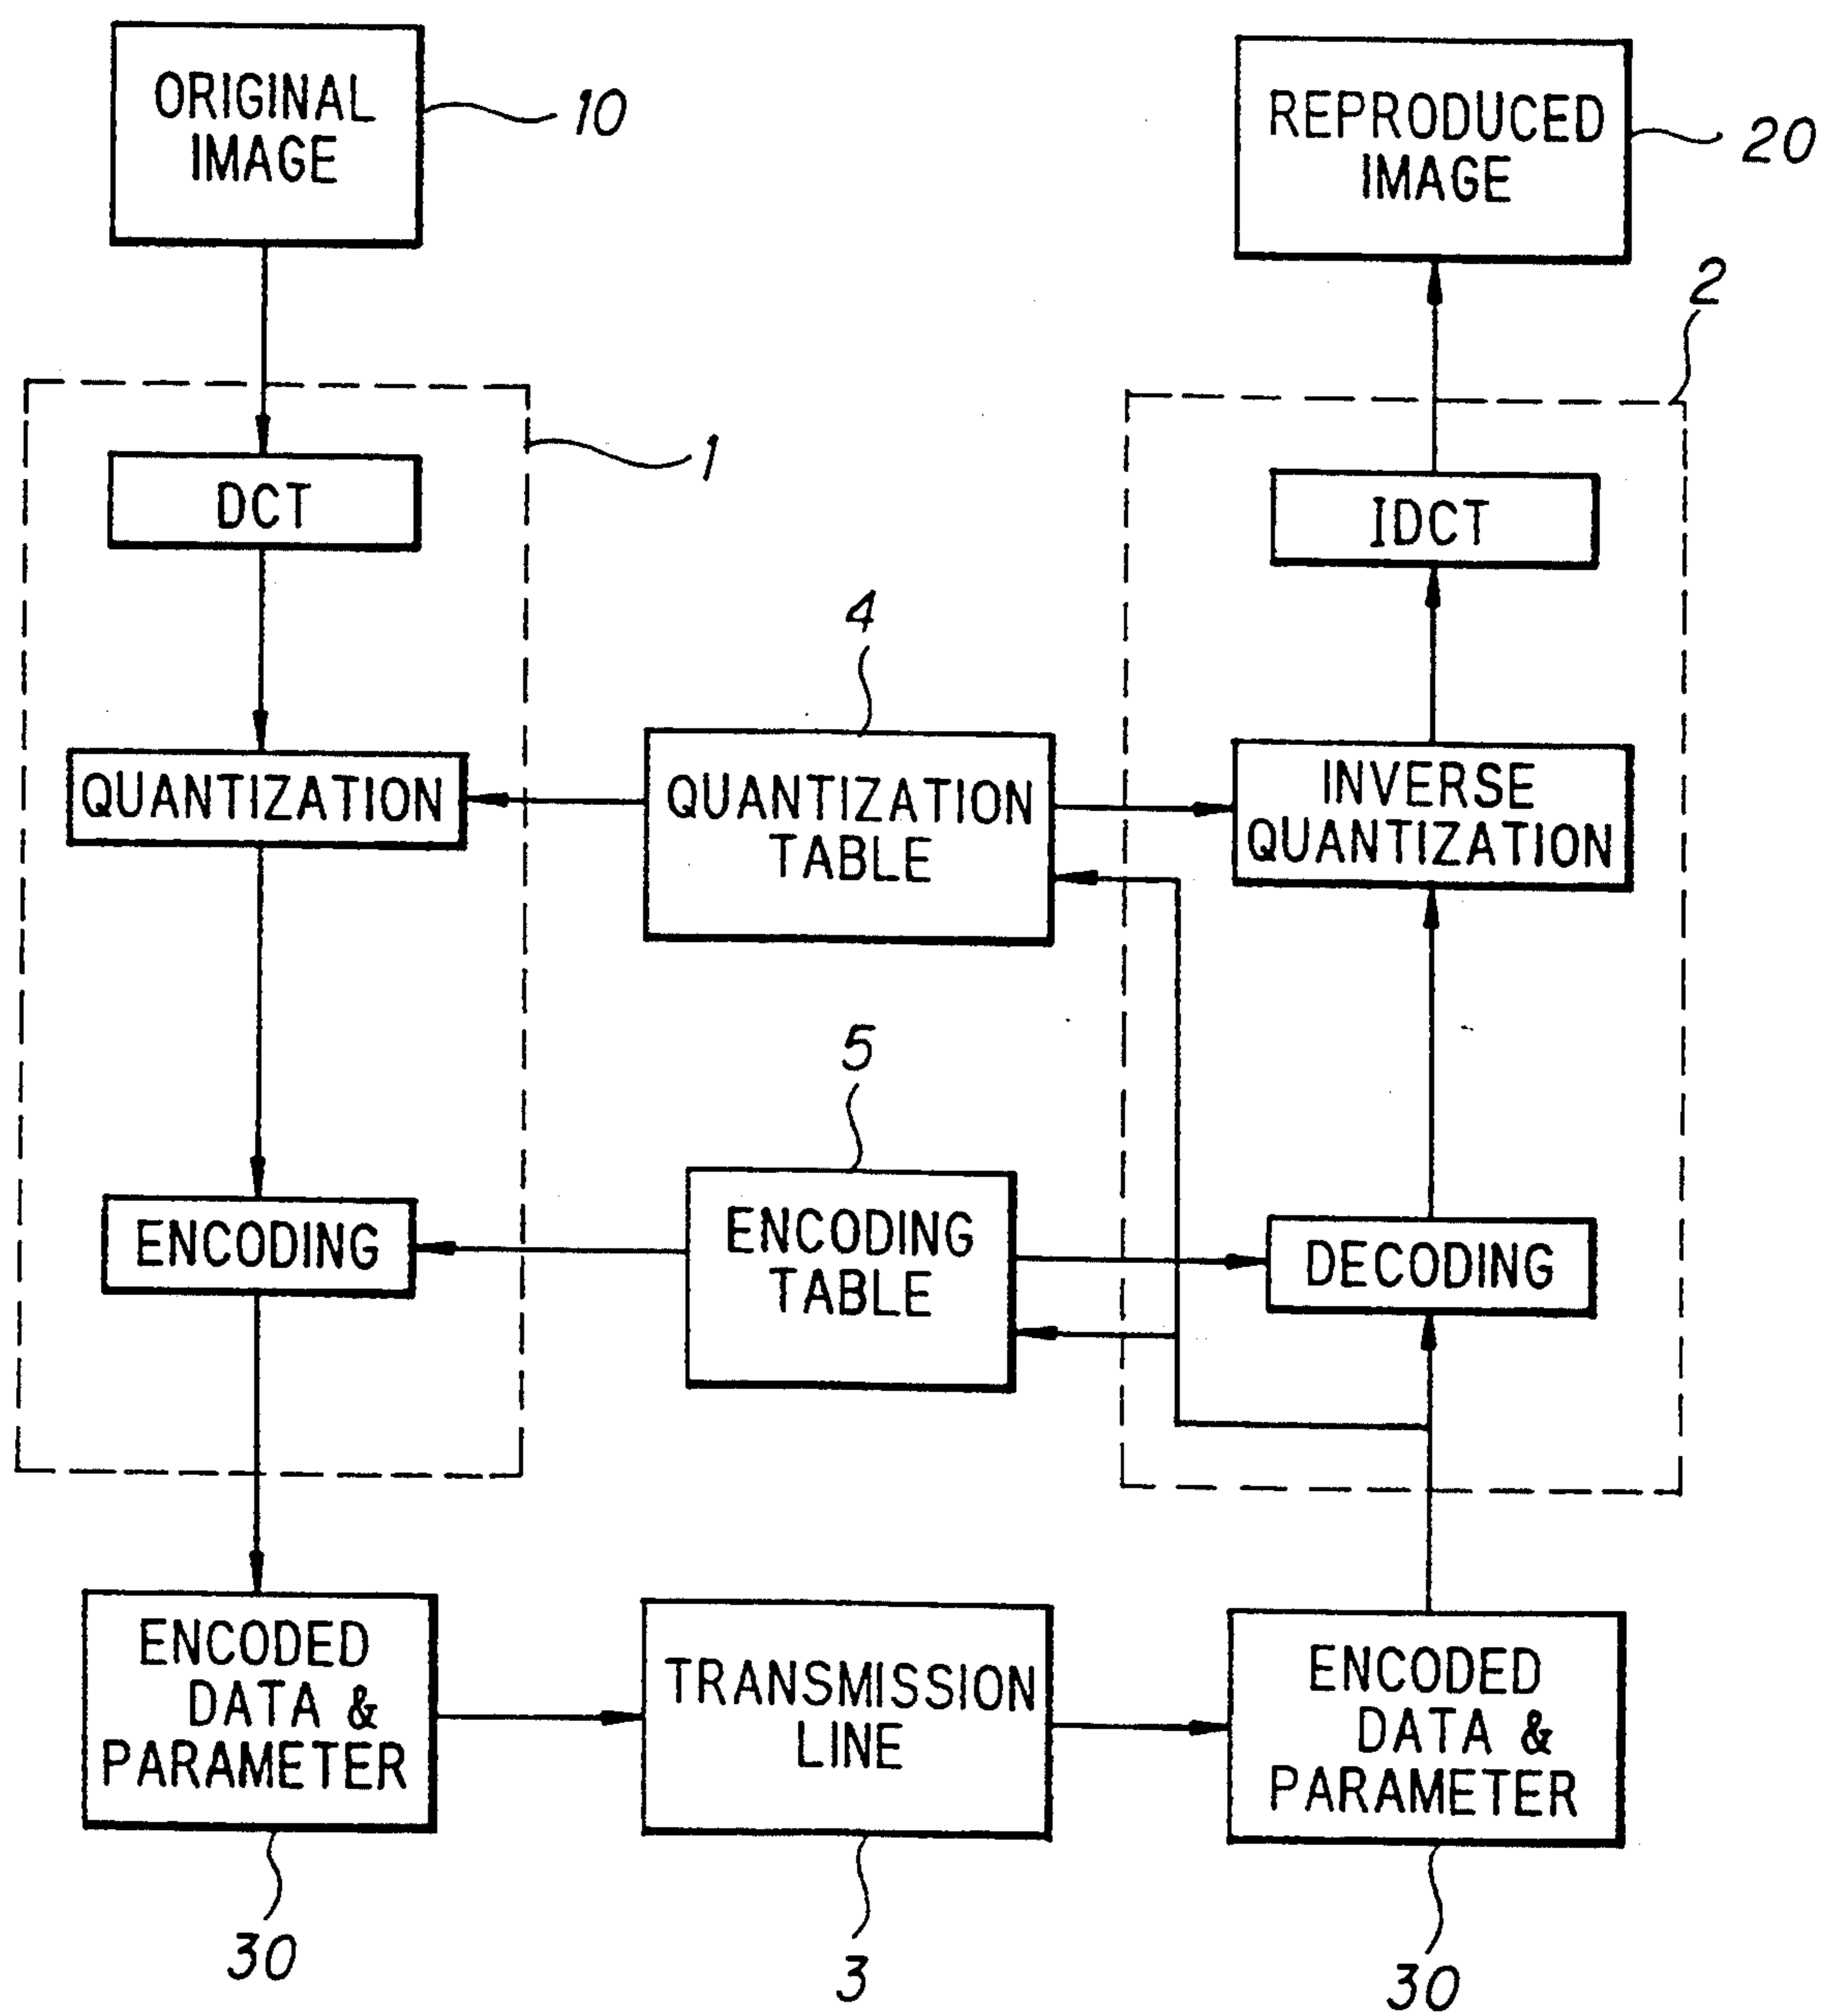 ORIGINAL
IMAGE
10
REPRODUCED
IMAGE
20
2
1
DCT
IDCT
4
QUANTIZATION
QUANTIZATION
TABLE
INVERSE
QUANTIZATION
5
ENCODING
ENCODING
TABLE
DECODING
ENCODED
DATA &
PARAMETER
TRANSMISSION
LINE
ENCODED
DATA &
PARAMETER
30
3
30